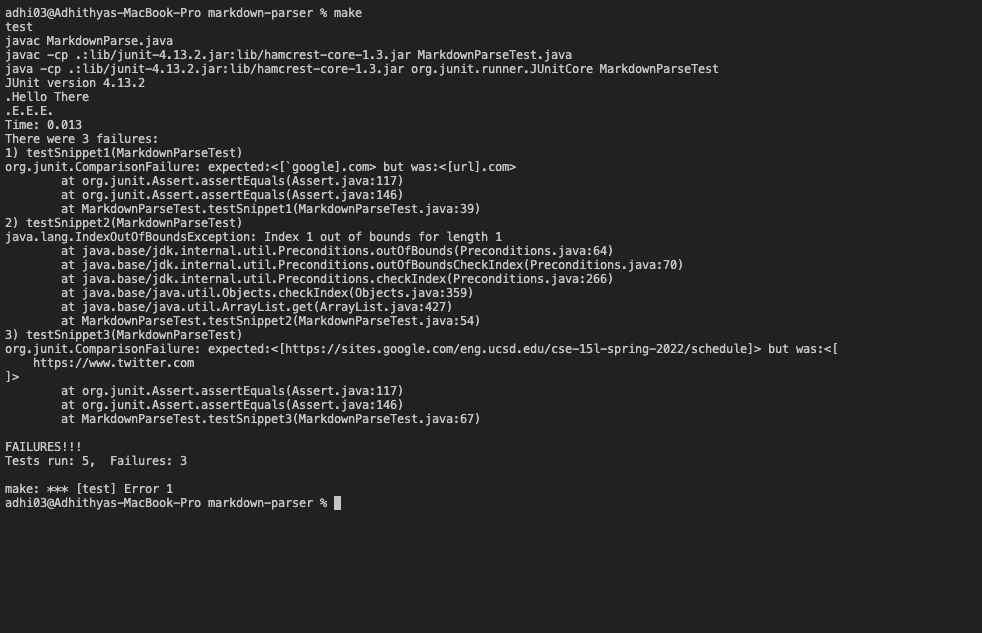 adhi03@Adhithyas-MacBook-Pro markdown-parser % make
test
javac MarkdownParse.java
javac -cp .:lib/junit-4.13.2.jar:lib/hamcrest-core-1.3.jar MarkdownParseTest.java
java -cp .:lib/junit-4.13.2.jar:lib/hamcrest-core-1.3.jar org.junit.runner.JUnitCore MarkdownParseTest
JUnit version 4.13.2
.Hello There
.E.E.E.
Time: 0.013
There were 3 failures:
1) testSnippet1(MarkdownParseTest)
org.junit.ComparisonFailure: expected:<[`google].com> but was:<[url].com>
        at org.junit.Assert.assertEquals(Assert.java:117)
        at org.junit.Assert.assertEquals(Assert.java:146)
        at MarkdownParseTest.testSnippet1(MarkdownParseTest.java:39)
2) testSnippet2(MarkdownParseTest)
java.lang.IndexOutOfBoundsException: Index 1 out of bounds for length 1
        at java.base/jdk.internal.util.Preconditions.outOfBounds(Preconditions.java:64)
        at java.base/jdk.internal.util.Preconditions.outOfBoundsCheckIndex(Preconditions.java:70)
        at java.base/jdk.internal.util.Preconditions.checkIndex(Preconditions.java:266)
        at java.base/java.util.Objects.checkIndex(Objects.java:359)
        at java.base/java.util.ArrayList.get(ArrayList.java:427)
        at MarkdownParseTest.testSnippet2(MarkdownParseTest.java:54)
3) testSnippet3(MarkdownParseTest)
org.junit.ComparisonFailure: expected:<[https://sites.google.com/eng.ucsd.edu/cse-15l-spring-2022/schedule]> but was:<[
    https://www.twitter.com
]>
        at org.junit.Assert.assertEquals(Assert.java:117)
        at org.junit.Assert.assertEquals(Assert.java:146)
        at MarkdownParseTest.testSnippet3(MarkdownParseTest.java:67)

FAILURES!!!
Tests run: 5,  Failures: 3

make: *** [test] Error 1
adhi03@Adhithyas-MacBook-Pro markdown-parser %